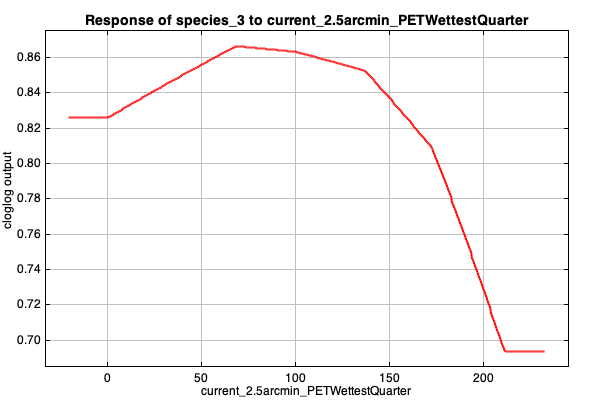 Response of species_3 to current_2.5arcmin_PETWettestQuarter
0.86
0.84
0.82
0.80
0.78
0.76
0.74
0.72
0.70
cloglog output
0 50 100 150 200
current_2.5arcmin_PETWettestQuarter